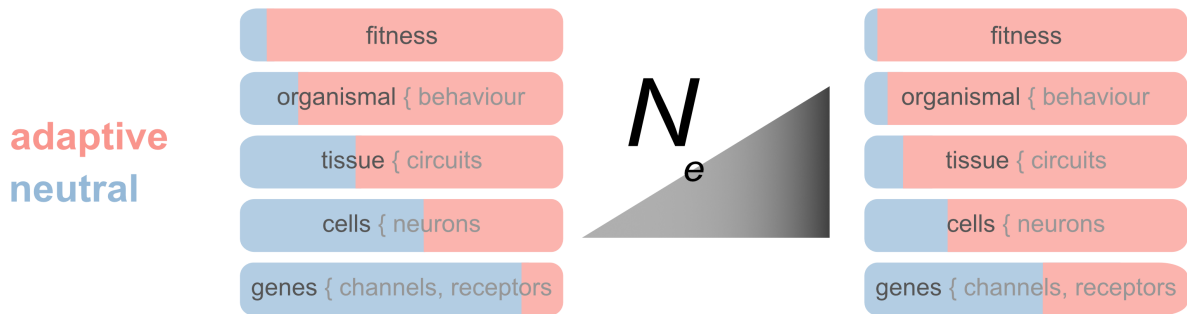 adaptive
neutral
fitness
organismal { behaviour
tissue { circuits
cells { neurons
genes { channels, receptors
Ne
fitness
organismal { behaviour
tissue { circuits
cells { neurons
genes { channels, receptors